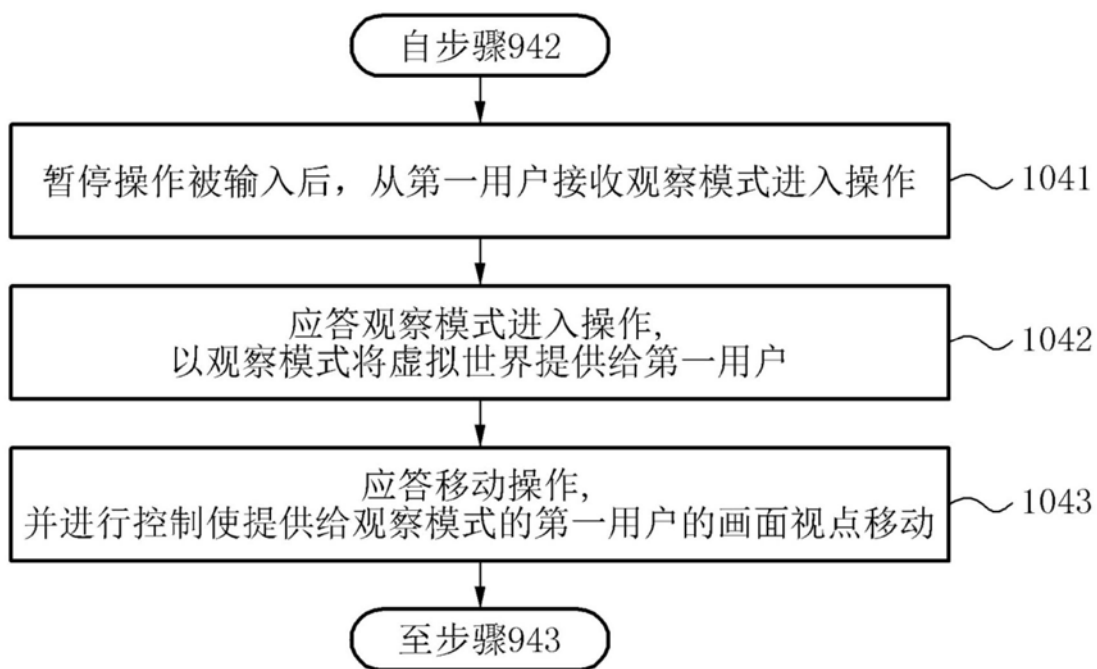 自步骤942
暂停操作被输入后，从第一用户接收观察模式进入操作
1041
应答观察模式进入操作,
以观察模式将虚拟世界提供给第一用户
1042
应答移动操作,
并进行控制使提供给观察模式的第一用户的画面视点移动
1043
至步骤943